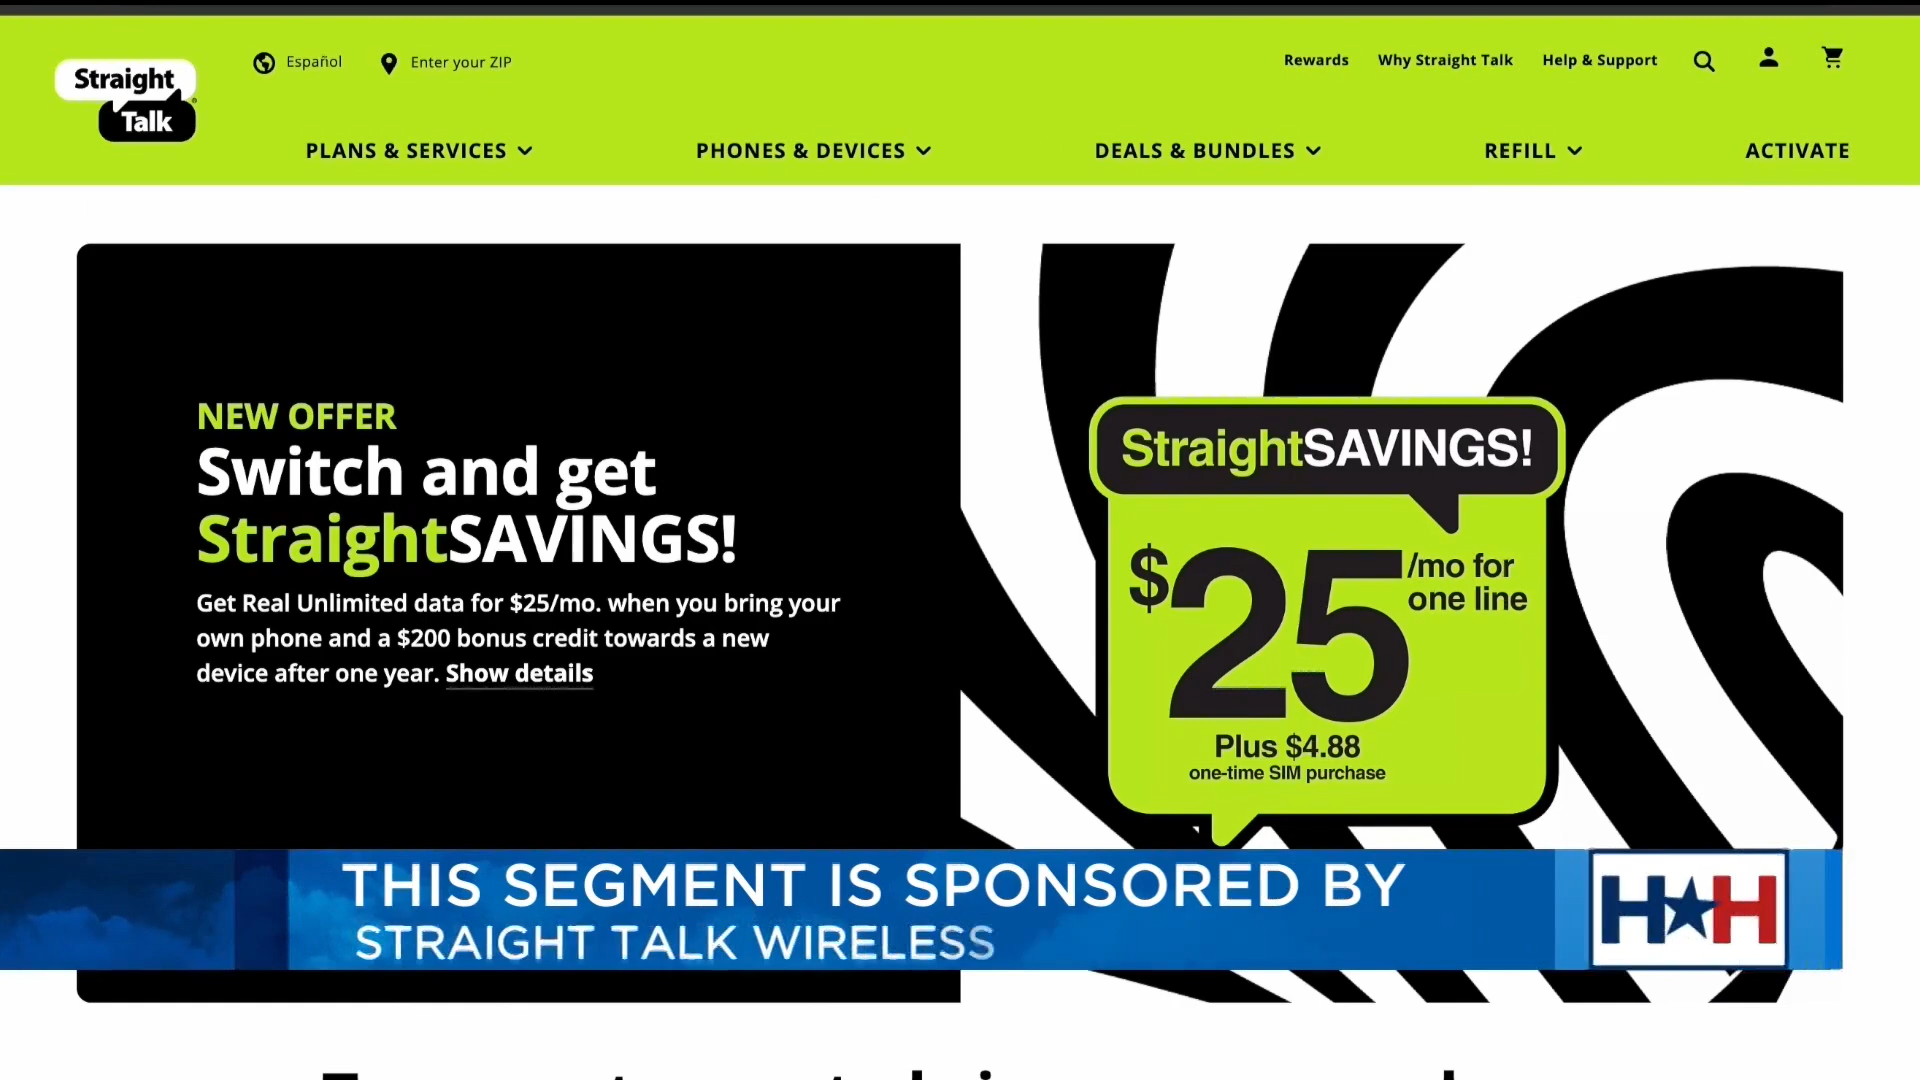 Straight
Talk
Español
Enter your ZIP
Rewards
Why Straight Talk
Help & Support
PLANS & SERVICES
PHONES & DEVICES
DEALS & BUNDLES
REFILL
ACTIVATE
NEW OFFER
Switch and get
StraightSAVINGS!
Get Real Unlimited data for $25/mo. when you bring your
own phone and a $200 bonus credit towards a new
device after one year. Show details
StraightSAVINGS!
$25 /mo for
one line
Plus $4.88
one-time SIM purchase
THIS SEGMENT IS SPONSORED BY
STRAIGHT TALK WIRELESS
H★H